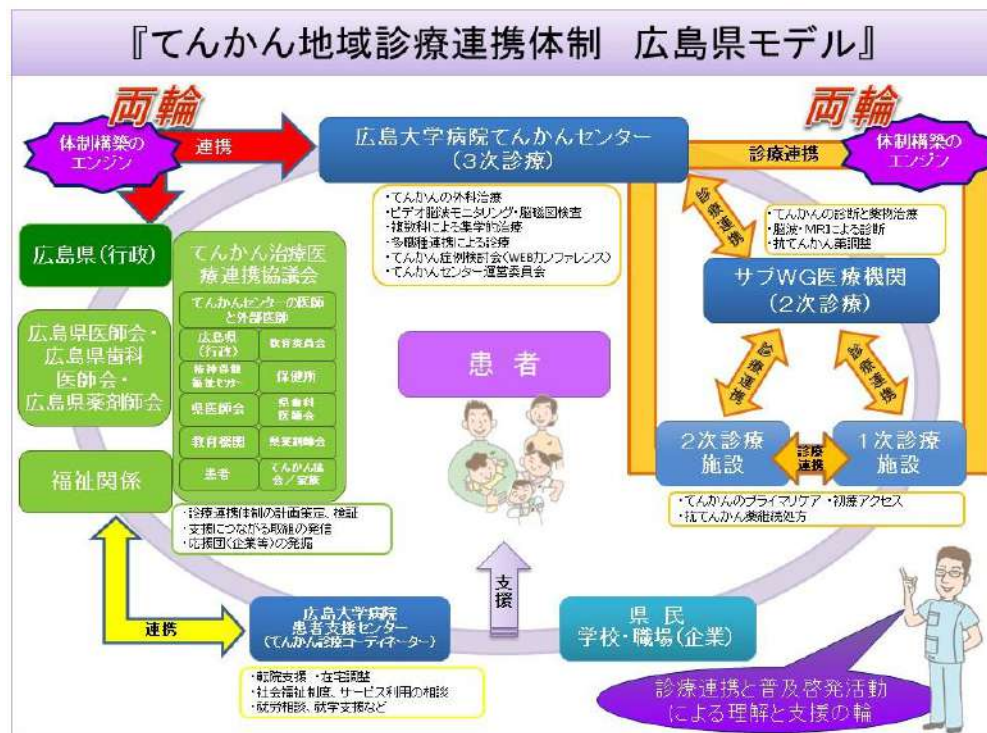 『てんかん地域診療連携体制　広島県モデル』
両輪
体制構築の
エンジン
連携
広島大学病院てんかんセンター
(3次診療)
診療連携
両輪
体制構築の
エンジン
・てんかんの外科治療
・ビデオ脳波モニタリング・脳磁図検査
・複数科による集学的治療
・多職種連携による診療
・てんかん症例検討会(WEBカンファレンス)
・てんかんセンター運営委員会
診療連携
・てんかんの診断と薬物治療
・脳波・MRIによる診断
・抗てんかん薬調整
サブWG医療機関
(2次診療)
診療連携
診療連携
2次診療
施設
診療
連携
1次診療
施設
・てんかんのプライマリケア ・初療アクセス
・抗てんかん薬継続処方
広島県(行政)
広島県医師会・
広島県歯科
医師会・
広島県薬剤師会
福祉関係
てんかん治療医
療連携協議会
てんかんセンターの医師
と外部医師
広島県
(行政)
教育委員会
精神保健
福祉センター
保健所
県医師会
県歯科
医師会
教育機関
県薬剤師会
患者
てんかん協
会／家族
・診療連携体制の計画策定、検証
・支援につながる取組の発信
・応援団(企業等)の発掘
患 者
支援
連携
広島大学病院
患者支援センター
(てんかん診療コーディネーター)
・転院支援 ・在宅調整
・社会福祉制度、サービス利用の相談
・就労相談、就学支援など
県 民
学校・職場(企業)
診療連携と普及啓発活動
による理解と支援の輪